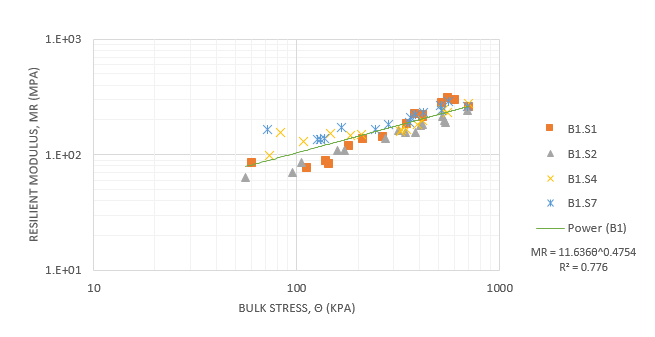 1.E+03
1.E+02
1.E+01
RESILIENT MODULUS, MR (MPA)
10
100
1000
BULK STRESS, Θ (KPA)
B1.S1
B1.S2
B1.S4
B1.S7
Power (B1)
MR = 11.636θ^0.4754
R² = 0.776